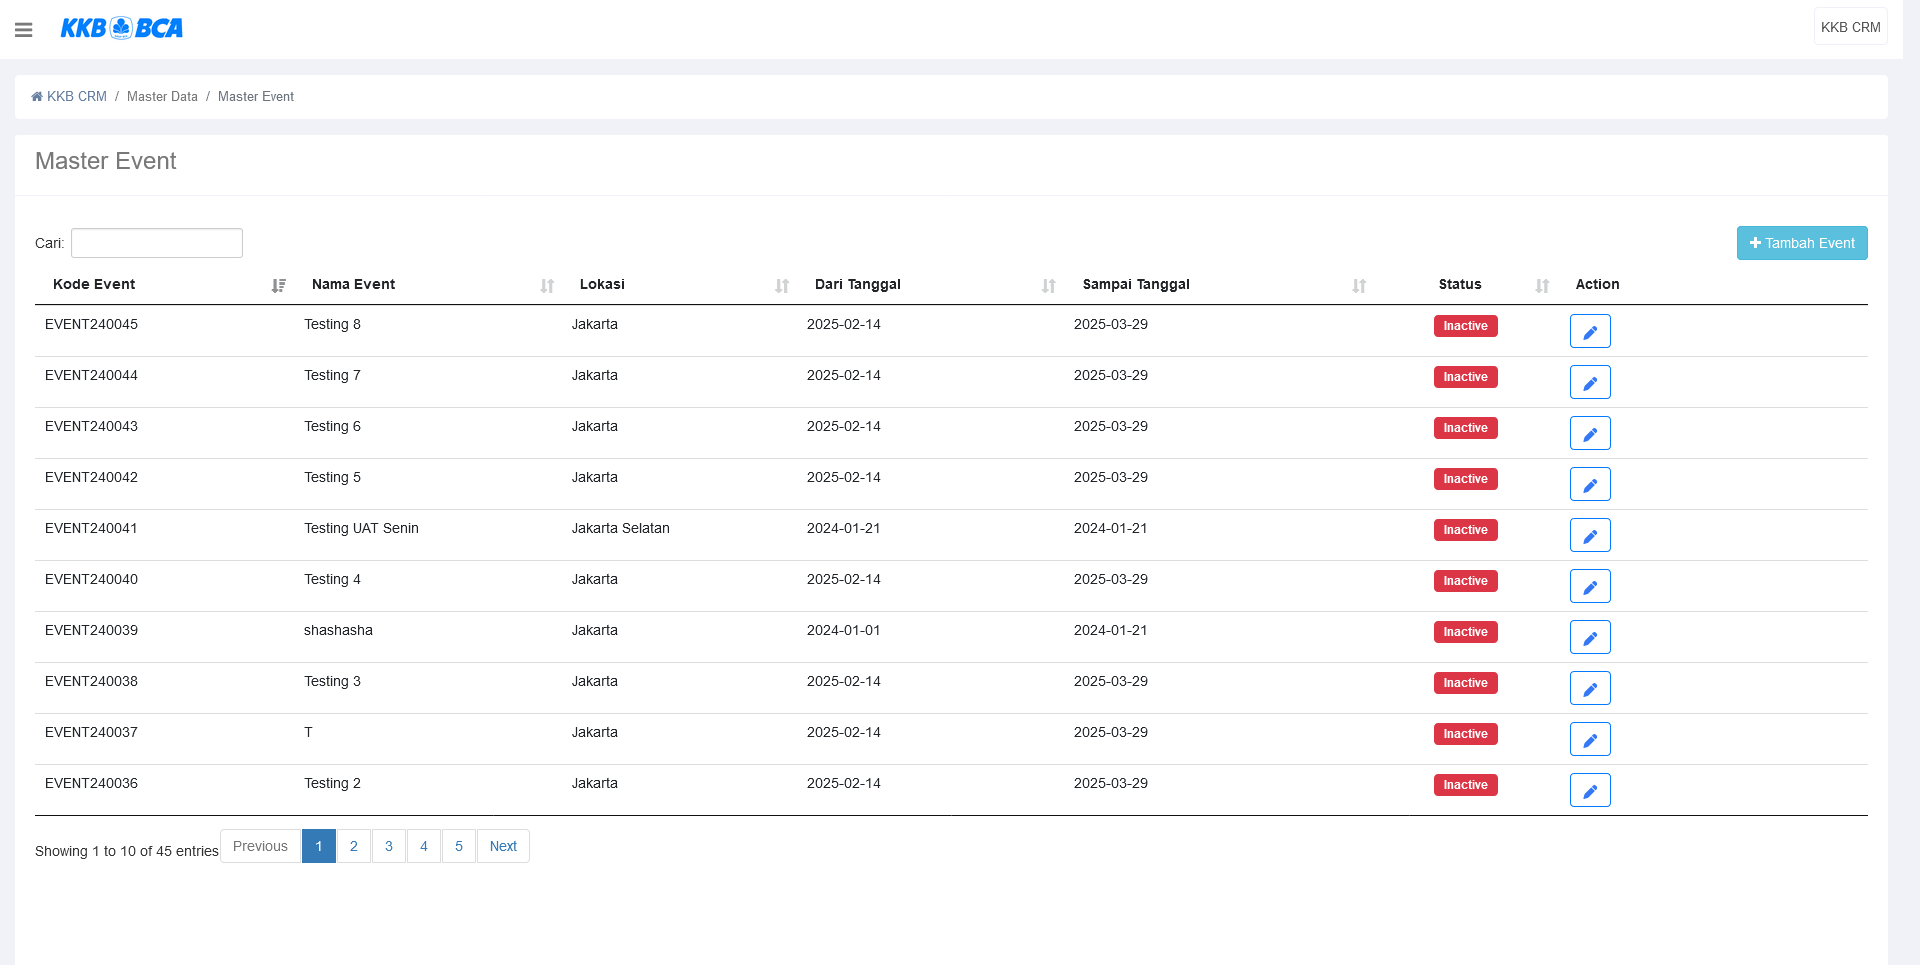 KKB BCA
KKB CRM
KKB CRM / Master Data / Master Event
Master Event
Cari:
Tambah Event
Kode Event Nama Event Lokasi Dari Tanggal Sampai Tanggal Status Action
EVENT240045 Testing 8 Jakarta 2025-02-14 2025-03-29 Inactive
EVENT240044 Testing 7 Jakarta 2025-02-14 2025-03-29 Inactive
EVENT240043 Testing 6 Jakarta 2025-02-14 2025-03-29 Inactive
EVENT240042 Testing 5 Jakarta 2025-02-14 2025-03-29 Inactive
EVENT240041 Testing UAT Senin Jakarta Selatan 2024-01-21 2024-01-21 Inactive
EVENT240040 Testing 4 Jakarta 2025-02-14 2025-03-29 Inactive
EVENT240039 shashasha Jakarta 2024-01-01 2024-01-21 Inactive
EVENT240038 Testing 3 Jakarta 2025-02-14 2025-03-29 Inactive
EVENT240037 T Jakarta 2025-02-14 2025-03-29 Inactive
EVENT240036 Testing 2 Jakarta 2025-02-14 2025-03-29 Inactive
Showing 1 to 10 of 45 entries Previous 1 2 3 4 5 Next